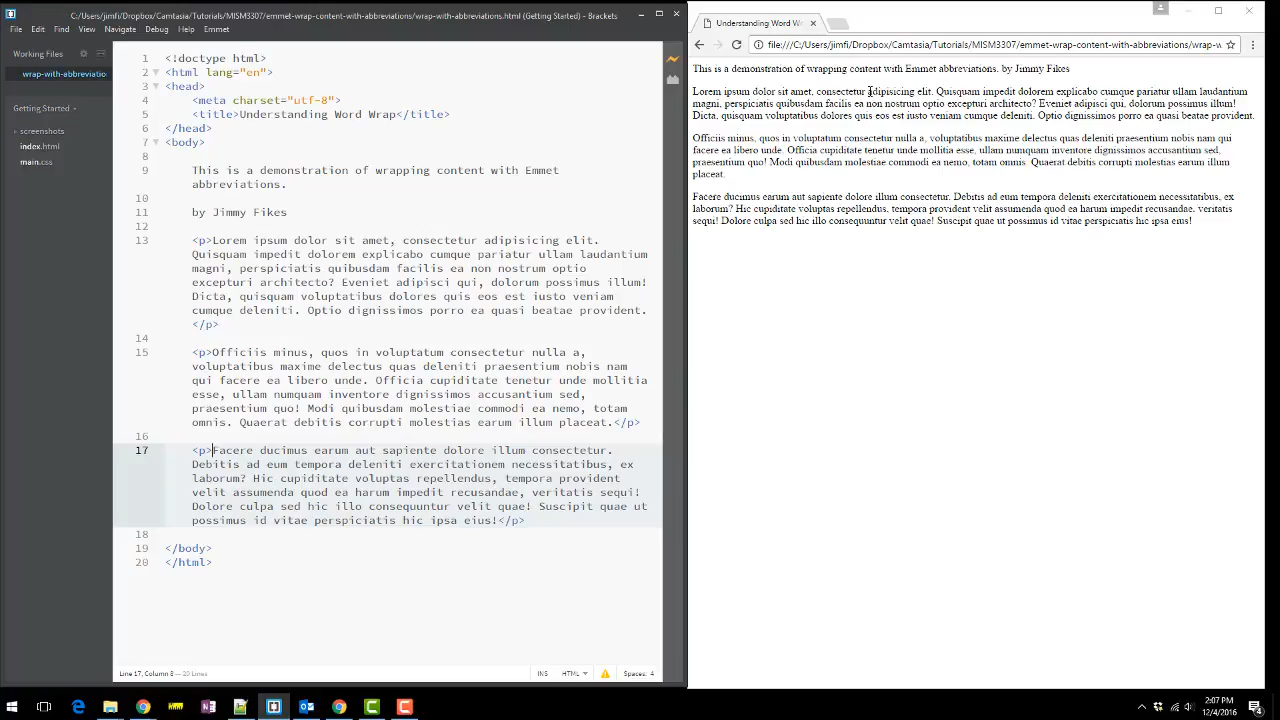 C:/Users/jimfi/Dropbox/Camtasia/Tutorials/MISM3307/emmet-wrap-content-with-abbreviations/wrap-with-abbreviations.html (Getting Started) - Brackets
File Edit Find View Navigate Debug Help Emmet
Working Files
wrap-with-abbreviatio
Getting Started
screenshots
index.html
main.css
1 <!doctype html>
2 <html lang="en">
3 <head>
4 <meta charset="utf-8">
5 <title>Understanding Word Wrap</title>
6 </head>
7 <body>
8
9 This is a demonstration of wrapping content with Emmet
abbreviations.
10
11 by Jimmy Fikes
12
13 <p>Lorem ipsum dolor sit amet, consectetur adipisicing elit.
Quisquam impedit dolorem explicabo cumque pariatur ullam laudantium
magni, perspiciatis quibusdam facilis ea non nostrum optio
excepturi architecto? Eveniet adipisci qui, dolorum possimus illum!
Dicta, quisquam voluptatibus dolores quis eos est iusto veniam
cumque deleniti. Optio dignissimos porro ea quasi beatae provident.
</p>
14
15 <p>Officiis minus, quos in voluptatum consectetur nulla a,
voluptatibus maxime delectus quas deleniti praesentium nobis nam
qui facere ea libero unde. Officia cupiditate tenetur unde mollitia
esse, ullam numquam inventore dignissimos accusantium sed,
praesentium quo! Modi quibusdam molestiae commodi ea nemo, totam
omnis. Quaerat debitis corrupti molestias earum illum placeat.</p>
16
17 <p>Facere ducimus earum aut sapiente dolore illum consectetur.
Debitis ad eum tempora deleniti exercitationem necessitatibus, ex
laborum? Hic cupiditate voluptas repellendus, tempora provident
velit assumenda quod ea harum impedit recusandae, veritatis sequi!
Dolore culpa sed hic illo consequuntur velit quae! Suscipit quae ut
possimus id vitae perspiciatis hic ipsa eius!</p>
18
19 </body>
20 </html>
Line 17, Column 8 — 20 Lines
INS HTML Spaces: 4
Understanding Word W
file:///C:/Users/jimfi/Dropbox/Camtasia/Tutorials/MISM3307/emmet-wrap-content-with-abbreviations/wrap-w
This is a demonstration of wrapping content with Emmet abbreviations. by Jimmy Fikes
Lorem ipsum dolor sit amet, consectetur adipisicing elit. Quisquam impedit dolorem explicabo cumque pariatur ullam laudantium
magni, perspiciatis quibusdam facilis ea non nostrum optio excepturi architecto? Eveniet adipisci qui, dolorum possimus illum!
Dicta, quisquam voluptatibus dolores quis eos est iusto veniam cumque deleniti. Optio dignissimos porro ea quasi beatae provident.
Officiis minus, quos in voluptatum consectetur nulla a, voluptatibus maxime delectus quas deleniti praesentium nobis nam qui
facere ea libero unde. Officia cupiditate tenetur unde mollitia esse, ullam numquam inventore dignissimos accusantium sed,
praesentium quo! Modi quibusdam molestiae commodi ea nemo, totam omnis. Quaerat debitis corrupti molestias earum illum
placeat.
Facere ducimus earum aut sapiente dolore illum consectetur. Debitis ad eum tempora deleniti exercitationem necessitatibus, ex
laborum? Hic cupiditate voluptas repellendus, tempora provident velit assumenda quod ea harum impedit recusandae, veritatis
sequi! Dolore culpa sed hic illo consequuntur velit quae! Suscipit quae ut possimus id vitae perspiciatis hic ipsa eius!
2:07 PM
12/4/2016